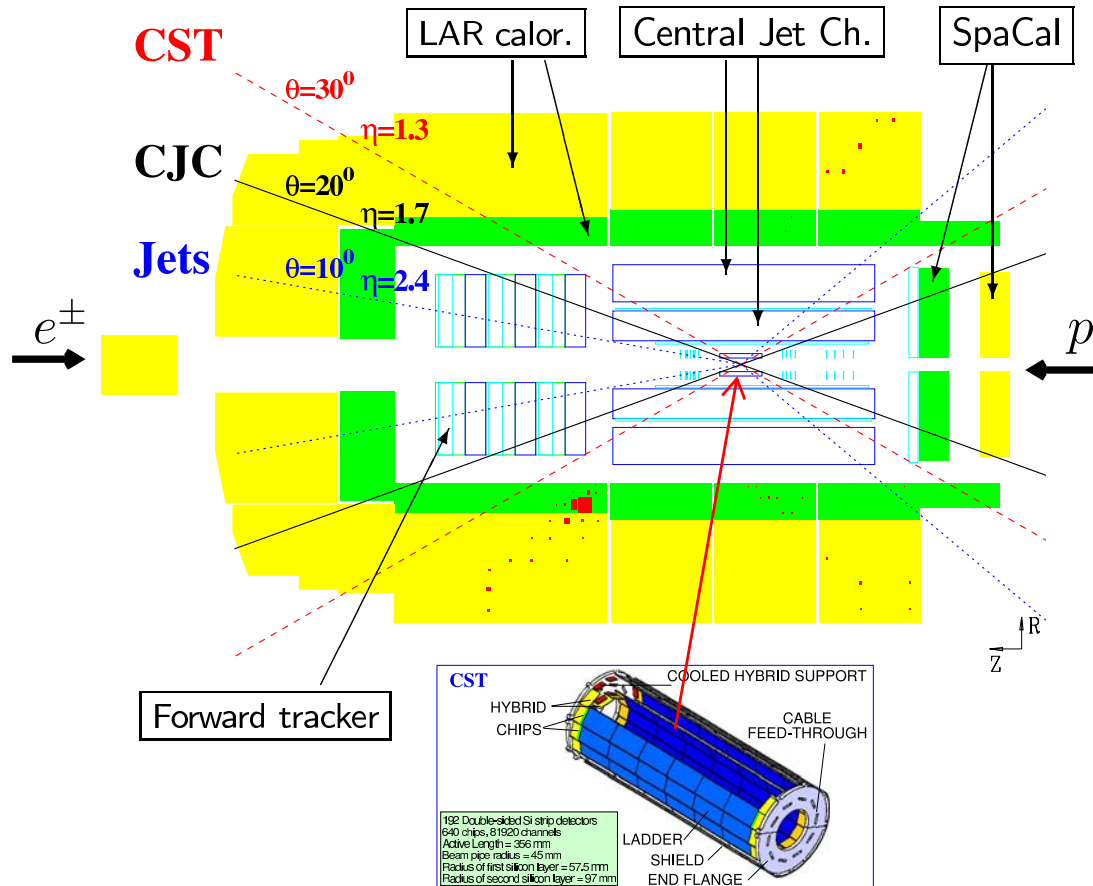 LAR calor.
Central Jet Ch.
SpaCal
CST
θ=30⁰
η=1.3
CJC
θ=20⁰
η=1.7
Jets
θ=10⁰
η=2.4
e±
p
R
Z
Forward tracker
CST
COOLED HYBRID SUPPORT
HYBRID
CHIPS
CABLE
FEED-THROUGH
192 Double-sided Si strip detectors
640 chips, 81920 channels
Active Length = 356 mm
Beam pipe radius = 45 mm
Radius of first silicon layer = 57.5 mm
Radius of second silicon layer = 97 mm
LADDER
SHIELD
END FLANGE